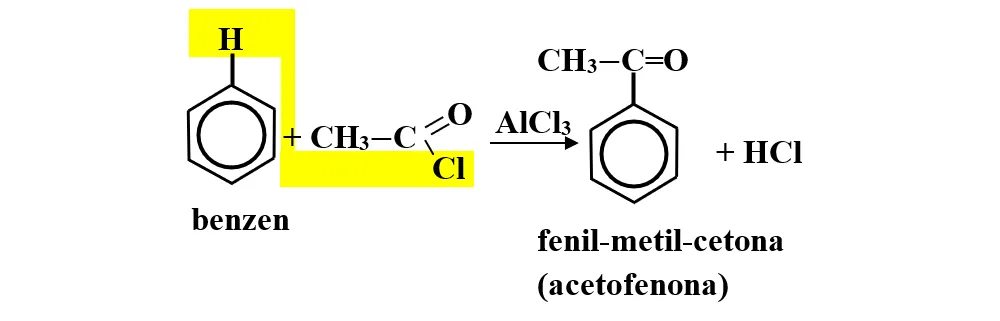 H
+ CH₃–C
O
Cl
AlCl₃
CH₃–C=O
+ HCl
benzen
fenil-metil-cetona
(acetofenona)